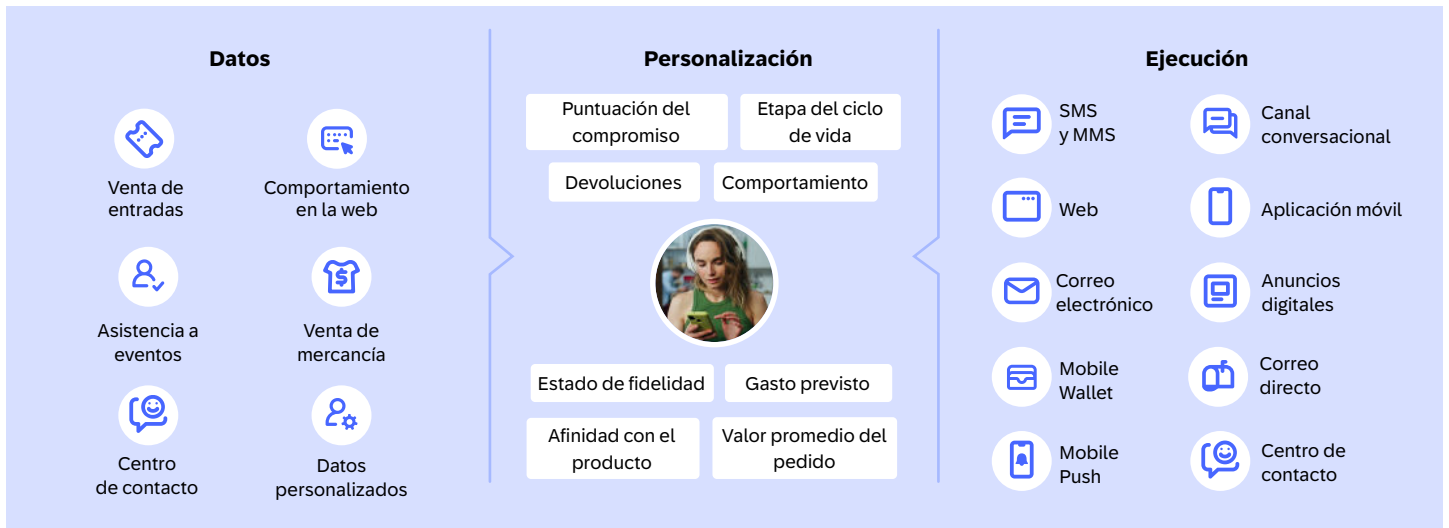 Datos
Venta de
entradas
Comportamiento
en la web
Asistencia a
eventos
Venta de
mercancía
Centro
de contacto
Datos
personalizados
Personalización
Puntuación del
compromiso
Etapa del ciclo
de vida
Devoluciones
Comportamiento
Estado de fidelidad
Gasto previsto
Afinidad con el
producto
Valor promedio del
pedido
Ejecución
SMS
y MMS
Canal
conversacional
Web
Aplicación móvil
Correo
electrónico
Anuncios
digitales
Mobile
Wallet
Correo
directo
Mobile
Push
Centro de
contacto